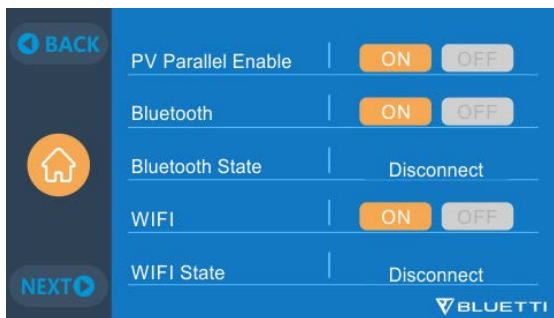 BACK
PV Parallel Enable ON OFF
Bluetooth ON OFF
Bluetooth State Disconnect
WIFI ON OFF
WIFI State Disconnect
NEXT
BLUETTI